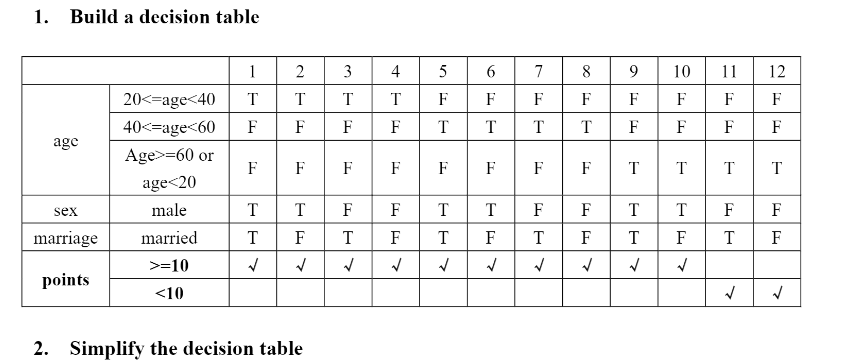 1. Build a decision table
1 2 3 4 5 6 7 8 9 10 11 12
age 20<=age<40 T T T T F F F F F F F F
40<=age<60 F F F F T T T T F F F F
Age>=60 or age<20 F F F F F F F F T T T T
sex male T T F F T T F F T T F F
marriage married T F T F T F T F T F T F
points >=10 √ √ √ √ √ √ √ √ √ √
<10 √ √
2. Simplify the decision table